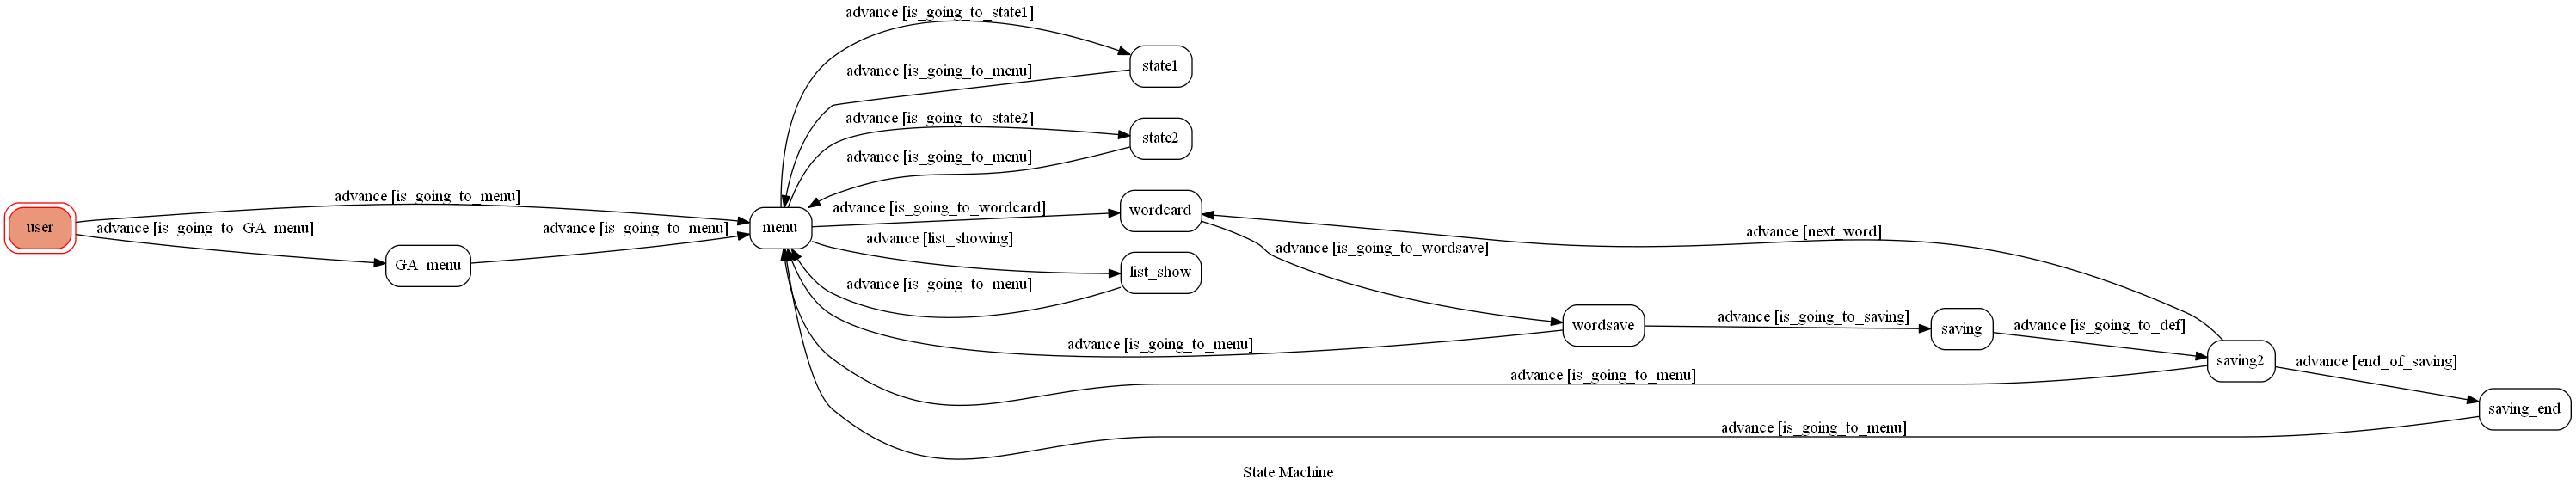 advance [is_going_to_state1]
state1
advance [is_going_to_menu]
advance [is_going_to_state2]
state2
advance [is_going_to_menu]
user
advance [is_going_to_menu]
advance [is_going_to_GA_menu]
GA_menu
advance [is_going_to_menu]
menu
advance [is_going_to_wordcard]
wordcard
advance [list_showing]
list_show
advance [is_going_to_menu]
advance [is_going_to_wordsave]
advance [next_word]
wordsave
advance [is_going_to_menu]
advance [is_going_to_saving]
saving
advance [is_going_to_def]
saving2
advance [is_going_to_menu]
advance [end_of_saving]
saving_end
advance [is_going_to_menu]
State Machine